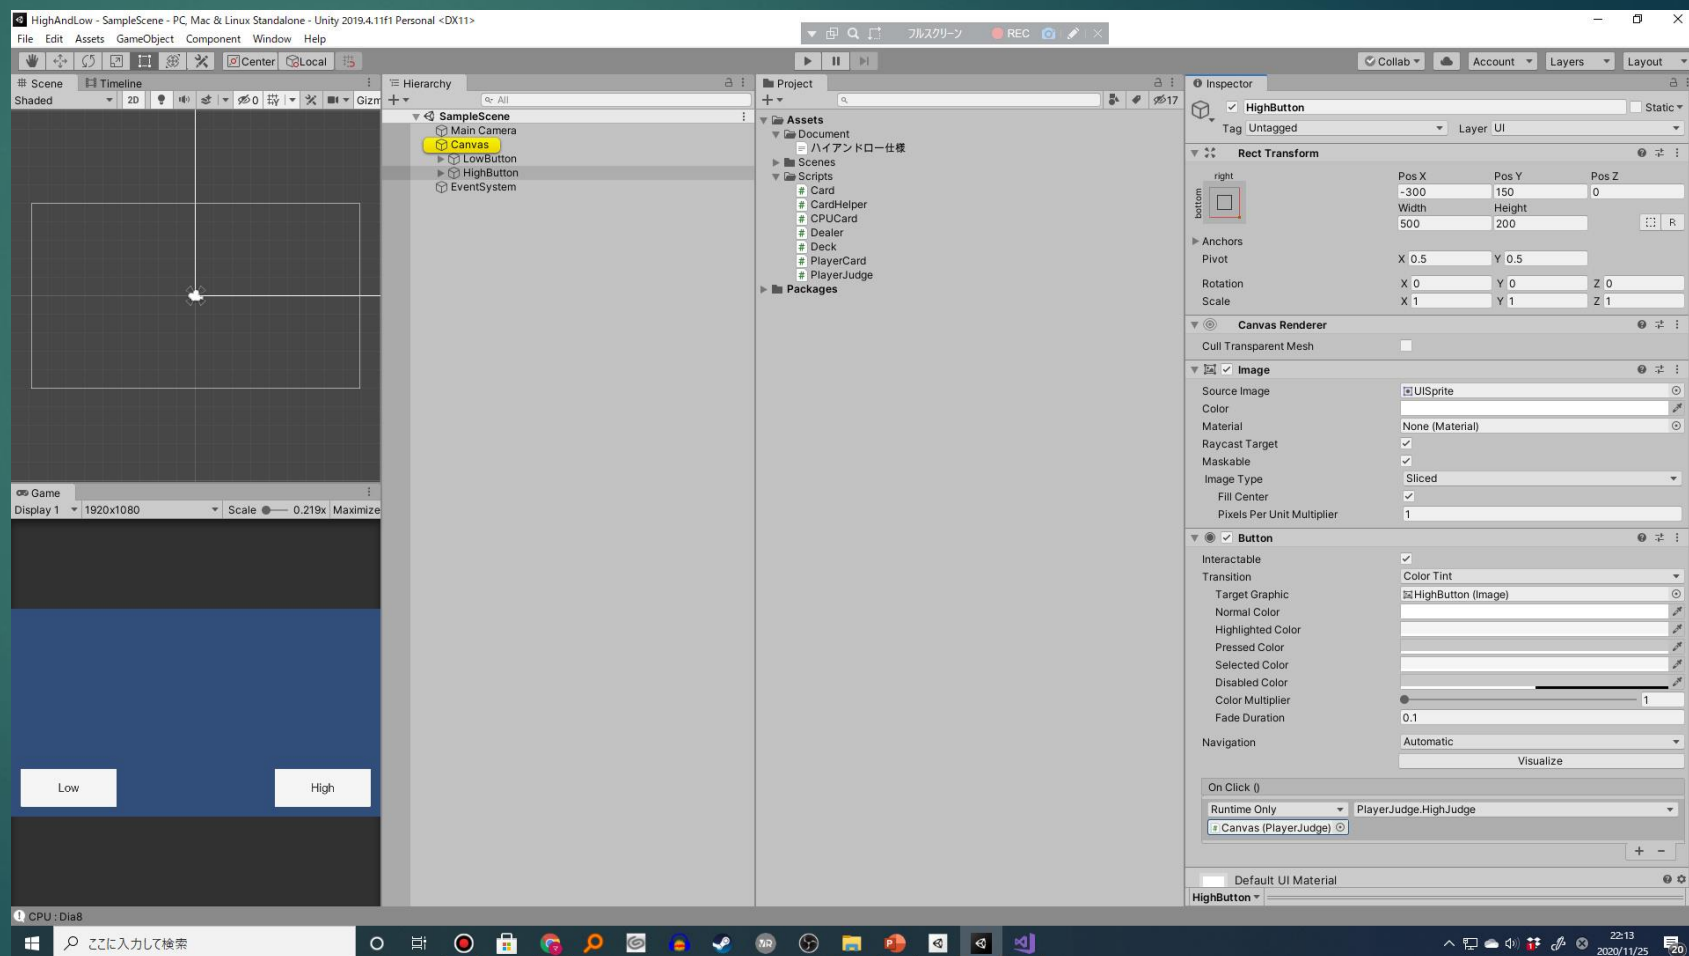 HighAndLow - SampleScene - PC, Mac & Linux Standalone - Unity 2019.4.11f1 Personal <DX11>
フルスクリーン REC
File Edit Assets GameObject Component Window Help
Center Local
Collab Account Layers Layout
Scene Timeline
Shaded 2D 0 Gizm
Hierarchy
All
SampleScene
Main Camera
Canvas
LowButton
HighButton
EventSystem
Project
17
Assets
Document
ハイアンドロー仕様
Scenes
Scripts
Card
CardHelper
CPUCard
Dealer
Deck
PlayerCard
PlayerJudge
Packages
Inspector
HighButton Static
Tag Untagged Layer UI
Rect Transform
right
bottom
Pos X Pos Y Pos Z
-300 150 0
Width Height
500 200
R
Anchors
Pivot X 0.5 Y 0.5
Rotation X 0 Y 0 Z 0
Scale X 1 Y 1 Z 1
Canvas Renderer
Cull Transparent Mesh
Image
Source Image UISprite
Color
Material None (Material)
Raycast Target
Maskable
Image Type Sliced
Fill Center
Pixels Per Unit Multiplier 1
Button
Interactable
Transition Color Tint
Target Graphic HighButton (Image)
Normal Color
Highlighted Color
Pressed Color
Selected Color
Disabled Color
Color Multiplier 1
Fade Duration 0.1
Navigation Automatic
Visualize
On Click ()
Runtime Only PlayerJudge.HighJudge
Canvas (PlayerJudge)
+ -
Default UI Material
HighButton
Game
Display 1 1920x1080 Scale 0.219x Maximize
Low High
CPU : Dia8
ここに入力して検索
22:13
2020/11/25
20